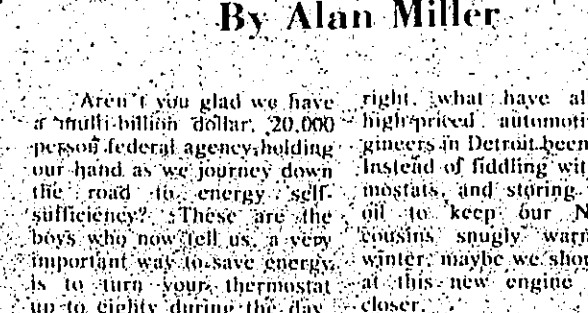 By Alan Miller
Aren't you glad we have
a multi-billion dollar, 20,000
person federal agency holding
our hand as we journey down
the road to energy self-
sufficiency? These are the
boys who now tell us, a very
important way to save energy,
is to turn your thermostat
up to eighty during the day
right, what have al
high-priced automoti
gineers in Detroit been
Instead of fiddling wit
mostats, and storing
oil to keep our N
cousins snugly warm
winter, maybe we shou
at this new engine
closer.